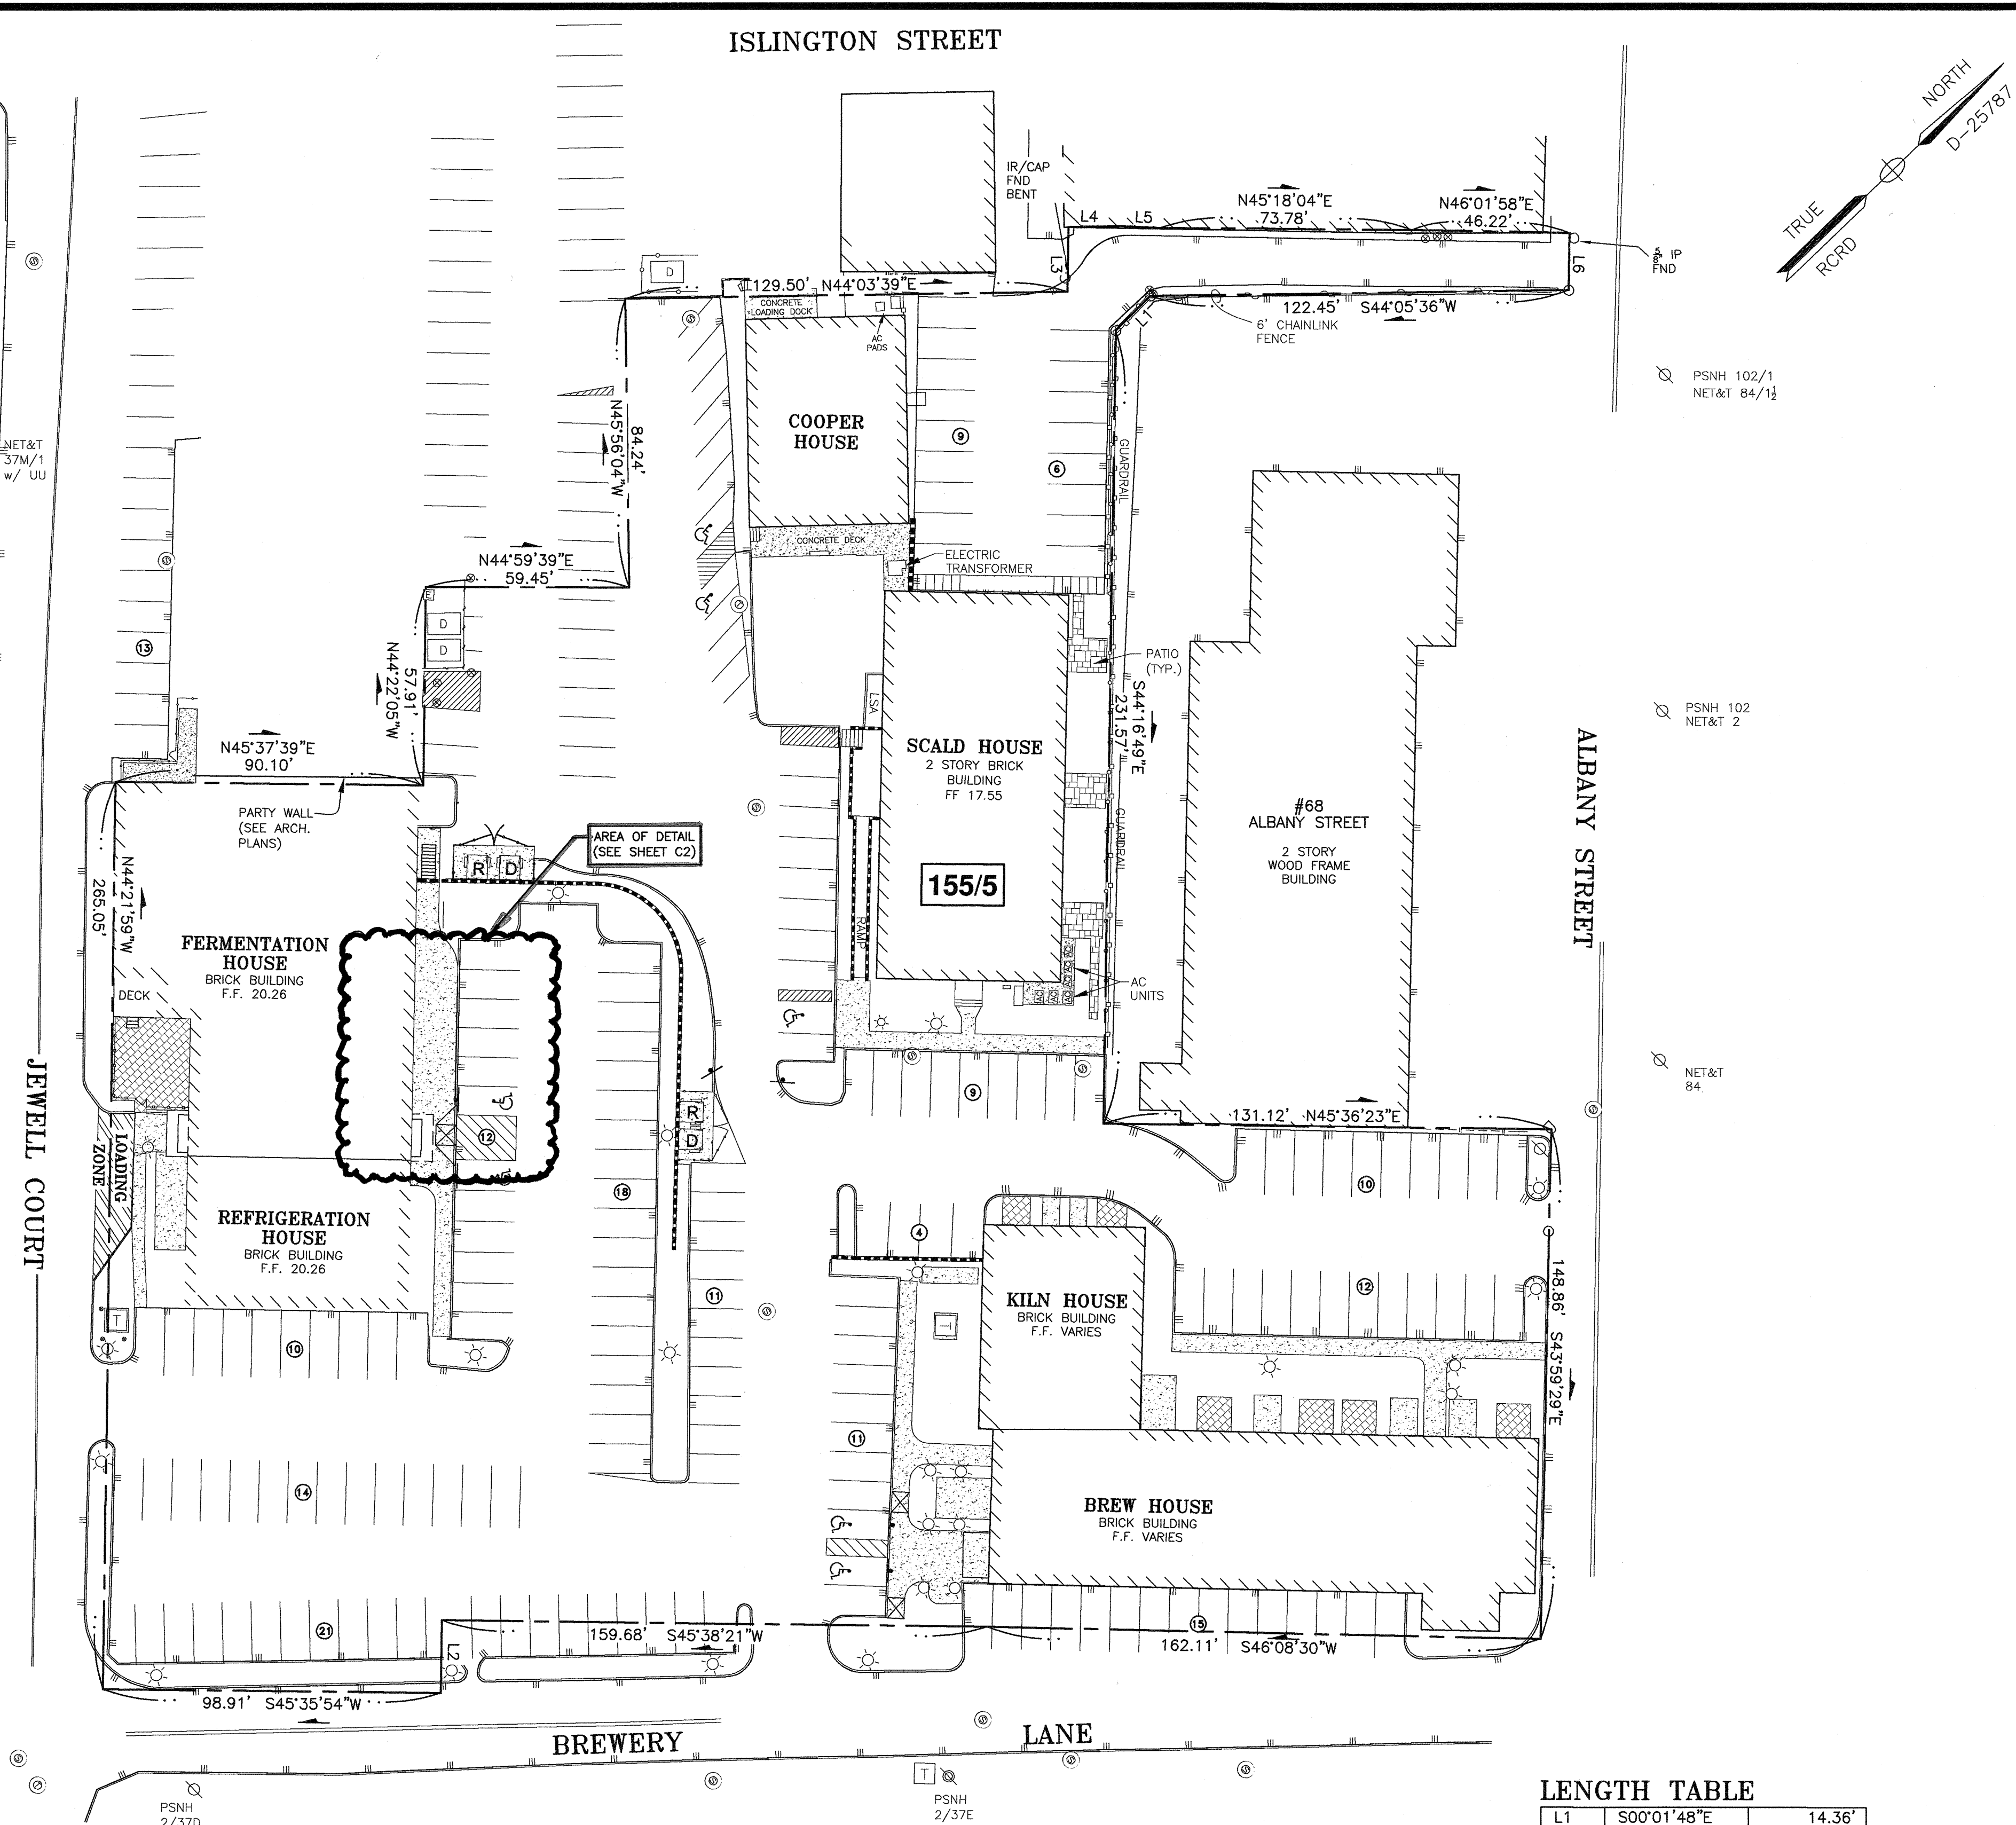 ISLINGTON STREET
NORTH
D-25787
TRUE
RCRD
IR/CAP
FND
BENT
L4
L5
N45°18'04"E
73.78'
N46°01'58"E
46.22'
5/8" IP
FND
L3
L6
D
129.50' N44°03'39"E
CONCRETE
LOADING DOCK
AC
PADS
L1
122.45' S44°05'36"W
6' CHAINLINK
FENCE
PSNH 102/1
NET&T 84/1½
NET&T
37M/1
w/ UU
COOPER
HOUSE
9
6
GUARDRAIL
84.24'
N45°56'04"W
CONCRETE DECK
ELECTRIC
TRANSFORMER
N44°59'39"E
59.45'
E
D
D
13
57.91'
N44°22'05"W
PATIO
(TYP.)
LSA
S44°16'49"E
231.57'
PSNH 102
NET&T 2
N45°37'39"E
90.10'
SCALD HOUSE
2 STORY BRICK
BUILDING
FF 17.55
155/5
RAMP
GUARDRAIL
#68
ALBANY STREET
2 STORY
WOOD FRAME
BUILDING
ALBANY STREET
PARTY WALL
(SEE ARCH.
PLANS)
AREA OF DETAIL
(SEE SHEET C2)
R D
N44°21'59"W
265.05'
FERMENTATION
HOUSE
BRICK BUILDING
F.F. 20.26
DECK
AC
AC
AC
AC
AC
AC
AC
AC
UNITS
NET&T
84
JEWELL COURT
LOADING
ZONE
12
R
D
9
131.12' N45°36'23"E
18
10
REFRIGERATION
HOUSE
BRICK BUILDING
F.F. 20.26
4
11
12
148.86' S43°59'29"E
T
T
KILN HOUSE
BRICK BUILDING
F.F. VARIES
10
11
14
BREW HOUSE
BRICK BUILDING
F.F. VARIES
21
L2
159.68' S45°38'21"W
15
162.11' S46°08'30"W
98.91' S45°35'54"W
BREWERY LANE
T
PSNH
2/37D
PSNH
2/37E
LENGTH TABLE
L1 S00°01'48"E 14.36'